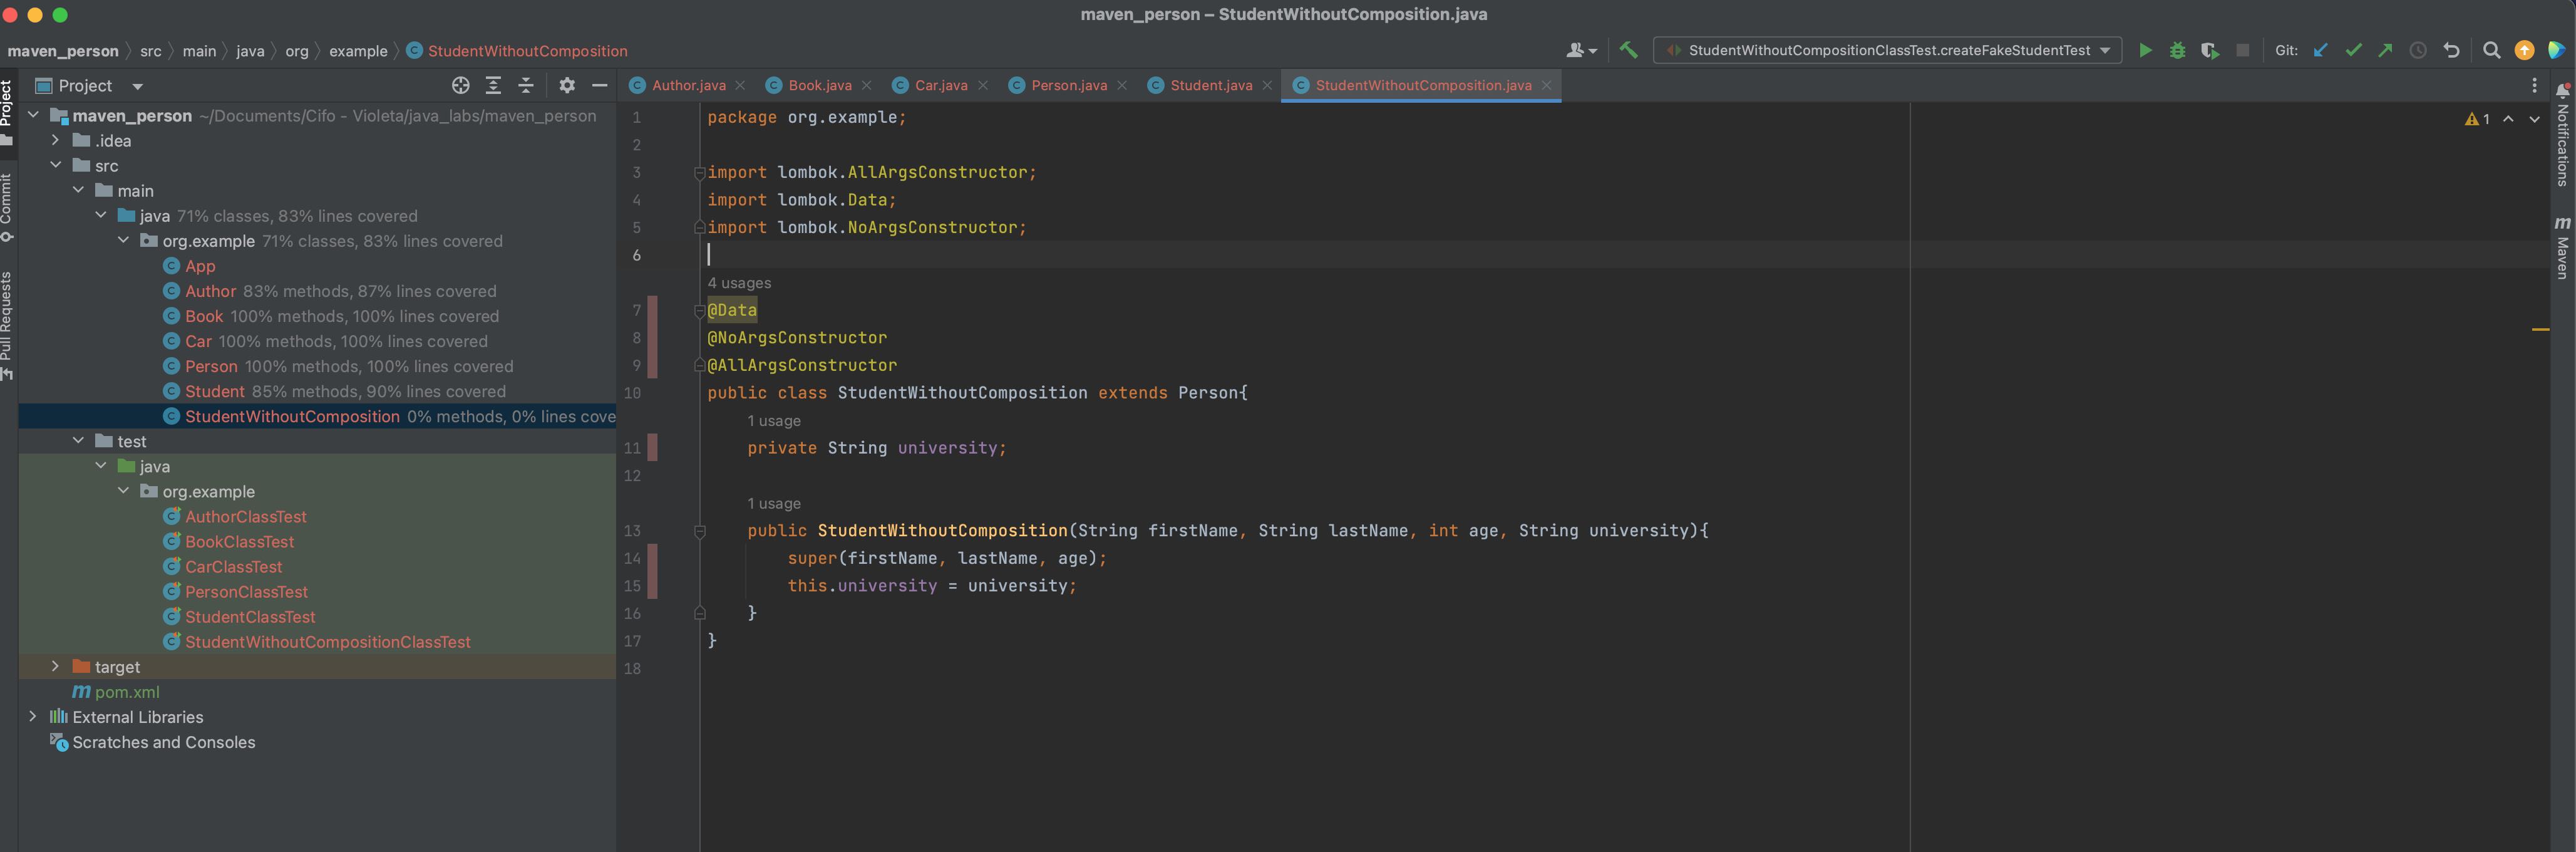 maven_person – StudentWithoutComposition.java
maven_person src main java org example StudentWithoutComposition
StudentWithoutCompositionClassTest.createFakeStudentTest Git:
Project
Author.java Book.java Car.java Person.java Student.java StudentWithoutComposition.java
Project
Commit
Pull Requests
maven_person ~/Documents/Cifo - Violeta/java_labs/maven_person
.idea
src
main
java 71% classes, 83% lines covered
org.example 71% classes, 83% lines covered
App
Author 83% methods, 87% lines covered
Book 100% methods, 100% lines covered
Car 100% methods, 100% lines covered
Person 100% methods, 100% lines covered
Student 85% methods, 90% lines covered
StudentWithoutComposition 0% methods, 0% lines cove
test
java
org.example
AuthorClassTest
BookClassTest
CarClassTest
PersonClassTest
StudentClassTest
StudentWithoutCompositionClassTest
target
pom.xml
External Libraries
Scratches and Consoles
1 package org.example;
2
3 import lombok.AllArgsConstructor;
4 import lombok.Data;
5 import lombok.NoArgsConstructor;
6
4 usages
7 @Data
8 @NoArgsConstructor
9 @AllArgsConstructor
10 public class StudentWithoutComposition extends Person{
1 usage
11 private String university;
12
1 usage
13 public StudentWithoutComposition(String firstName, String lastName, int age, String university){
14 super(firstName, lastName, age);
15 this.university = university;
16 }
17 }
18
1
Notifications
Maven